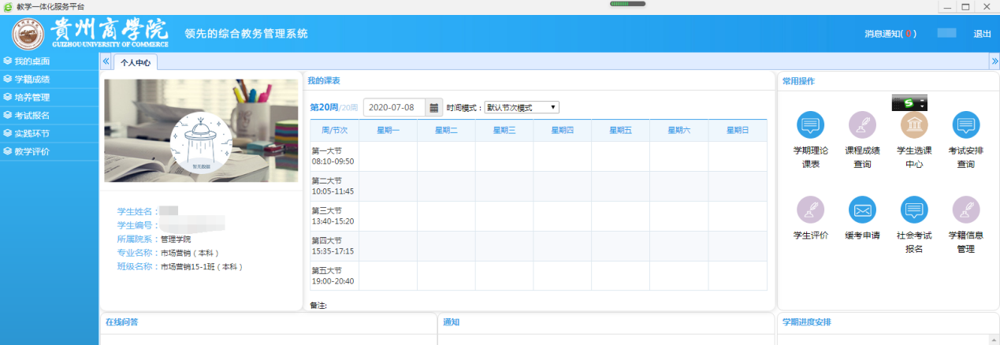 教学一体化服务平台
貴州商學院
GUIZHOU UNIVERSITY OF COMMERCE
领先的综合教务管理系统
消息通知( 0 )
退出
我的桌面
学籍成绩
培养管理
考试报名
实践环节
教学评价
个人中心
暂无数据
学生姓名：
学生编号：
所属院系：管理学院
专业名称：市场营销（本科）
班级名称：市场营销15-1班（本科）
我的课表
第20周/20周 2020-07-08 时间模式： 默认节次模式
周/节次 星期一 星期二 星期三 星期四 星期五 星期六 星期日
第一大节
08:10-09:50
第二大节
10:05-11:45
第三大节
13:40-15:20
第四大节
15:35-17:15
第五大节
19:00-20:40
备注:
常用操作
学期理论
课表
课程成绩
查询
学生选课
中心
考试安排
查询
学生评价
缓考申请
社会考试
报名
学籍信息
管理
在线问答
通知
学期进度安排